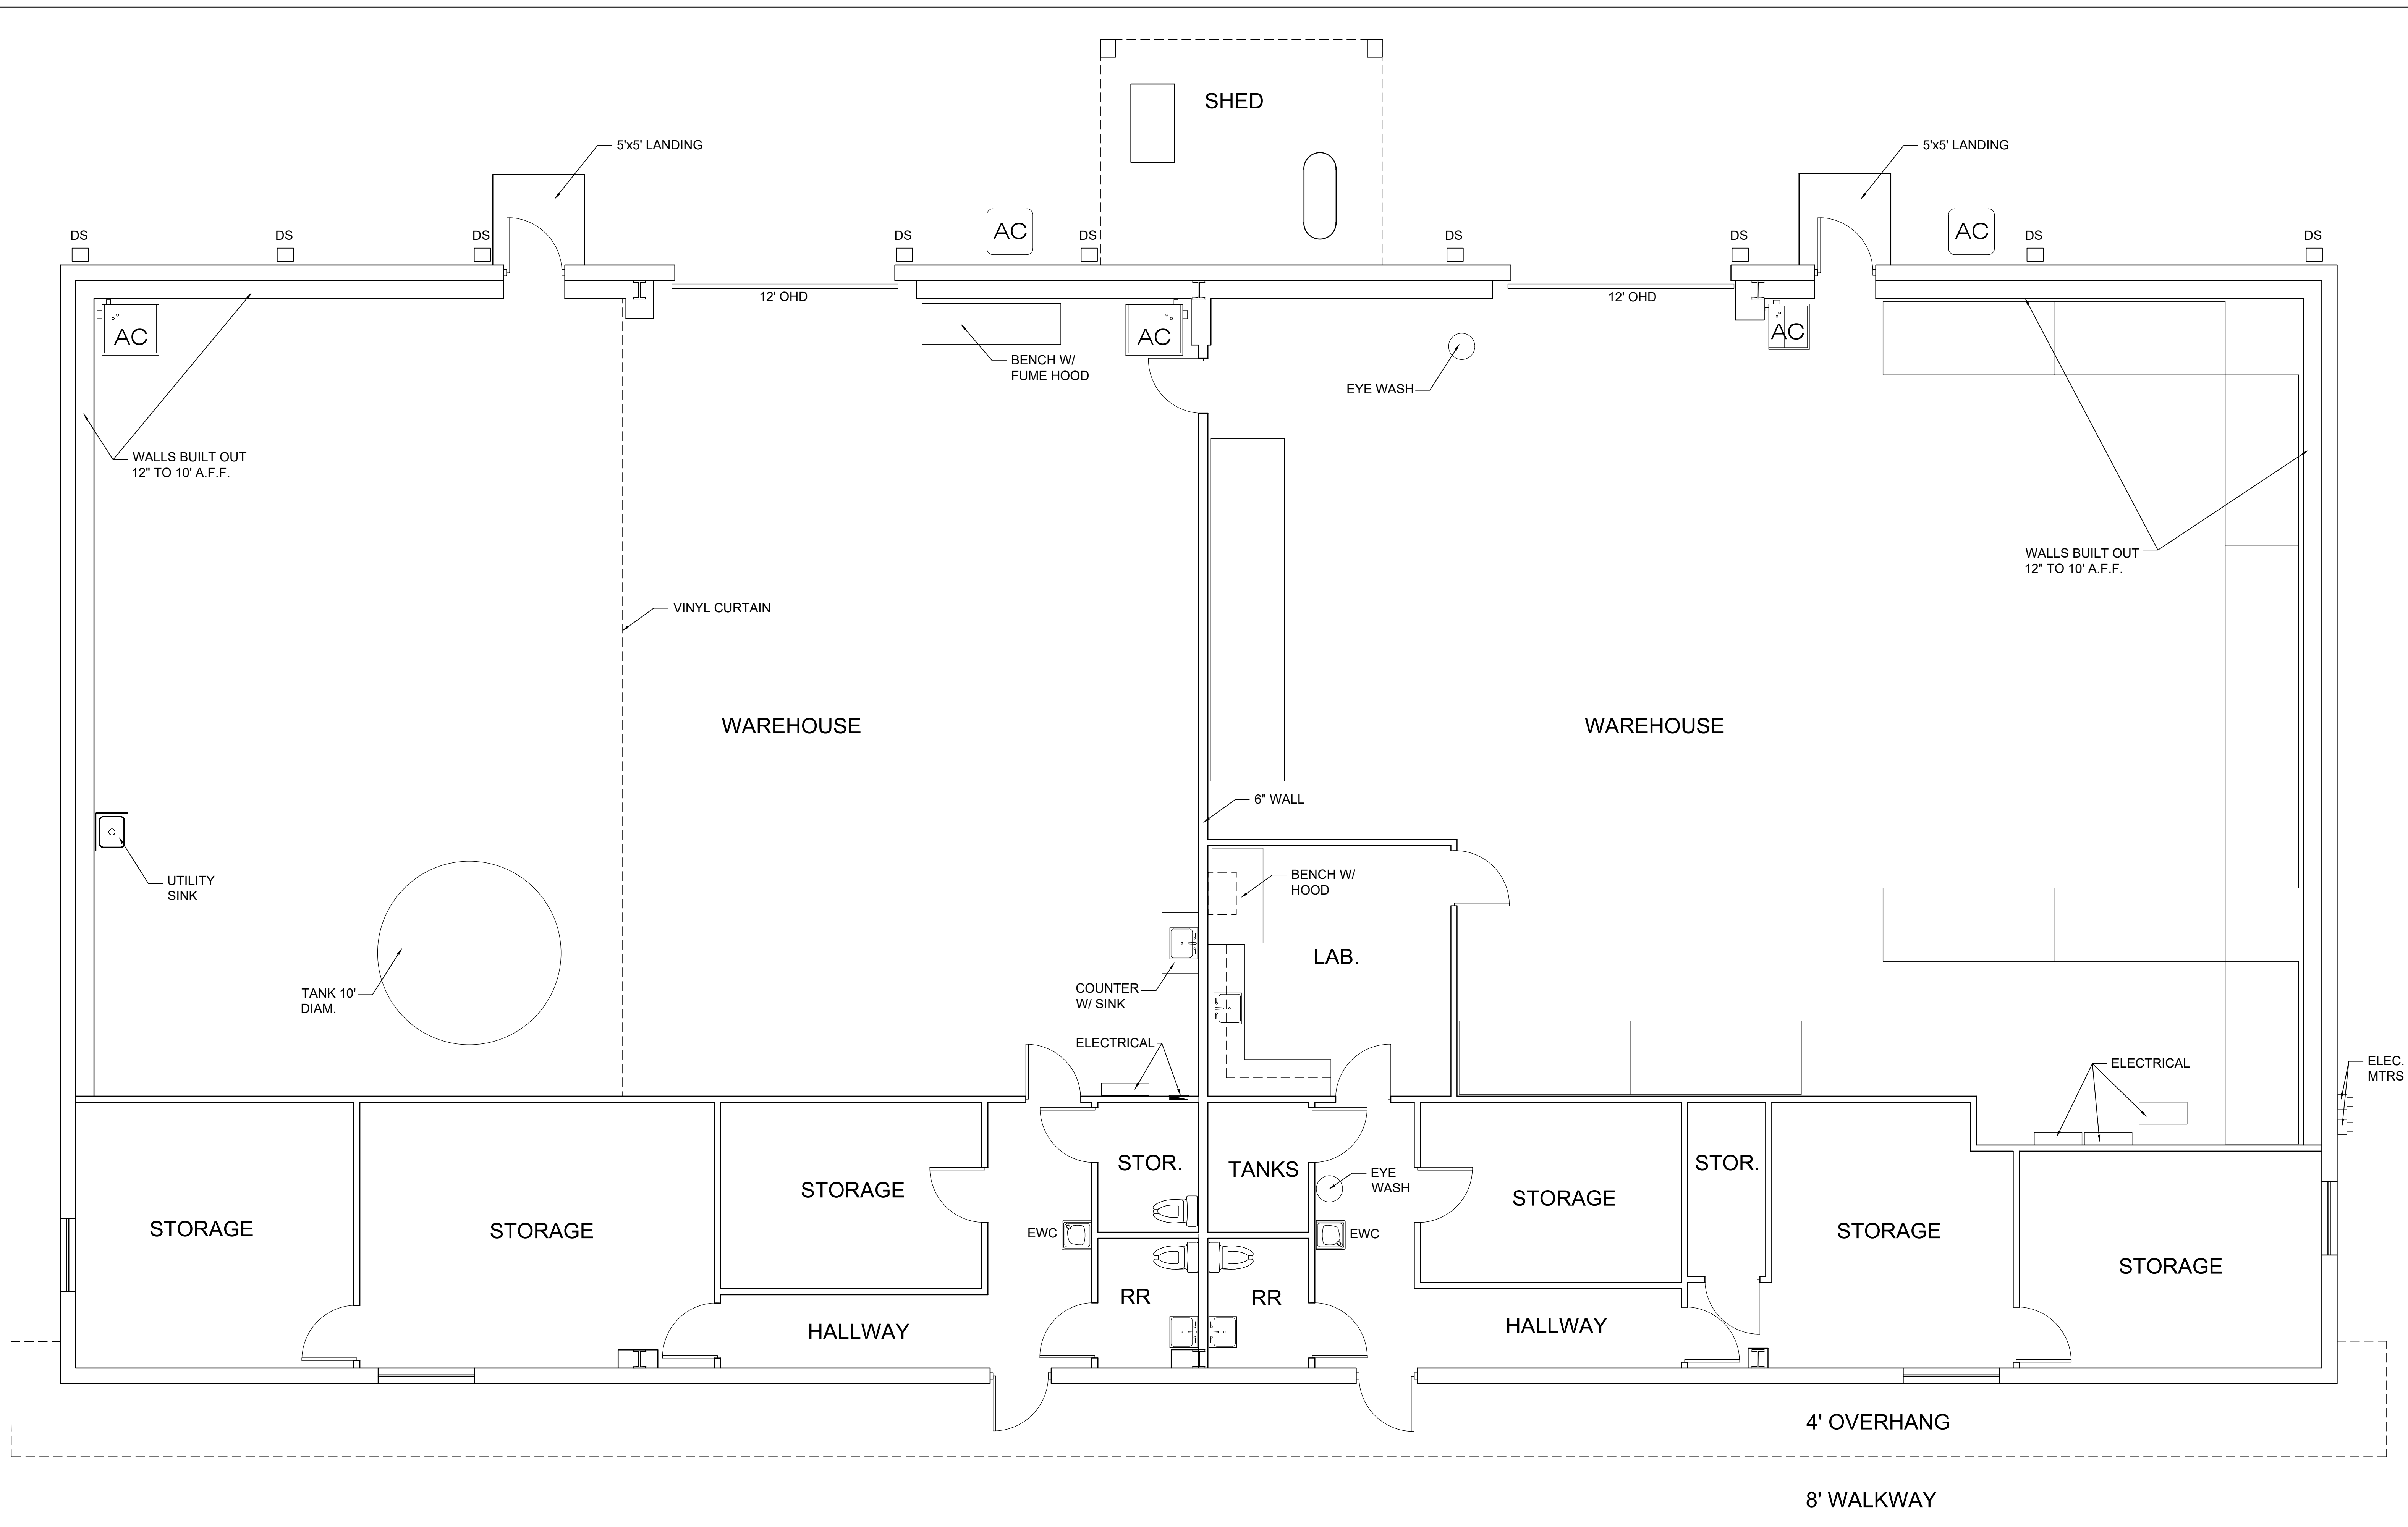 SHED
5'x5' LANDING
5'x5' LANDING
DS
DS
DS
DS
AC
DS
DS
DS
AC
DS
DS
12' OHD
12' OHD
AC
AC
AC
BENCH W/
FUME HOOD
EYE WASH
WALLS BUILT OUT
12" TO 10' A.F.F.
WALLS BUILT OUT
12" TO 10' A.F.F.
VINYL CURTAIN
WAREHOUSE
WAREHOUSE
6" WALL
UTILITY
SINK
BENCH W/
HOOD
LAB.
TANK 10'
DIAM.
COUNTER
W/ SINK
ELECTRICAL
ELECTRICAL
ELEC.
MTRS
STOR.
TANKS
EYE
WASH
STOR.
STORAGE
STORAGE
STORAGE
STORAGE
STORAGE
STORAGE
EWC
EWC
RR
RR
HALLWAY
HALLWAY
4' OVERHANG
8' WALKWAY